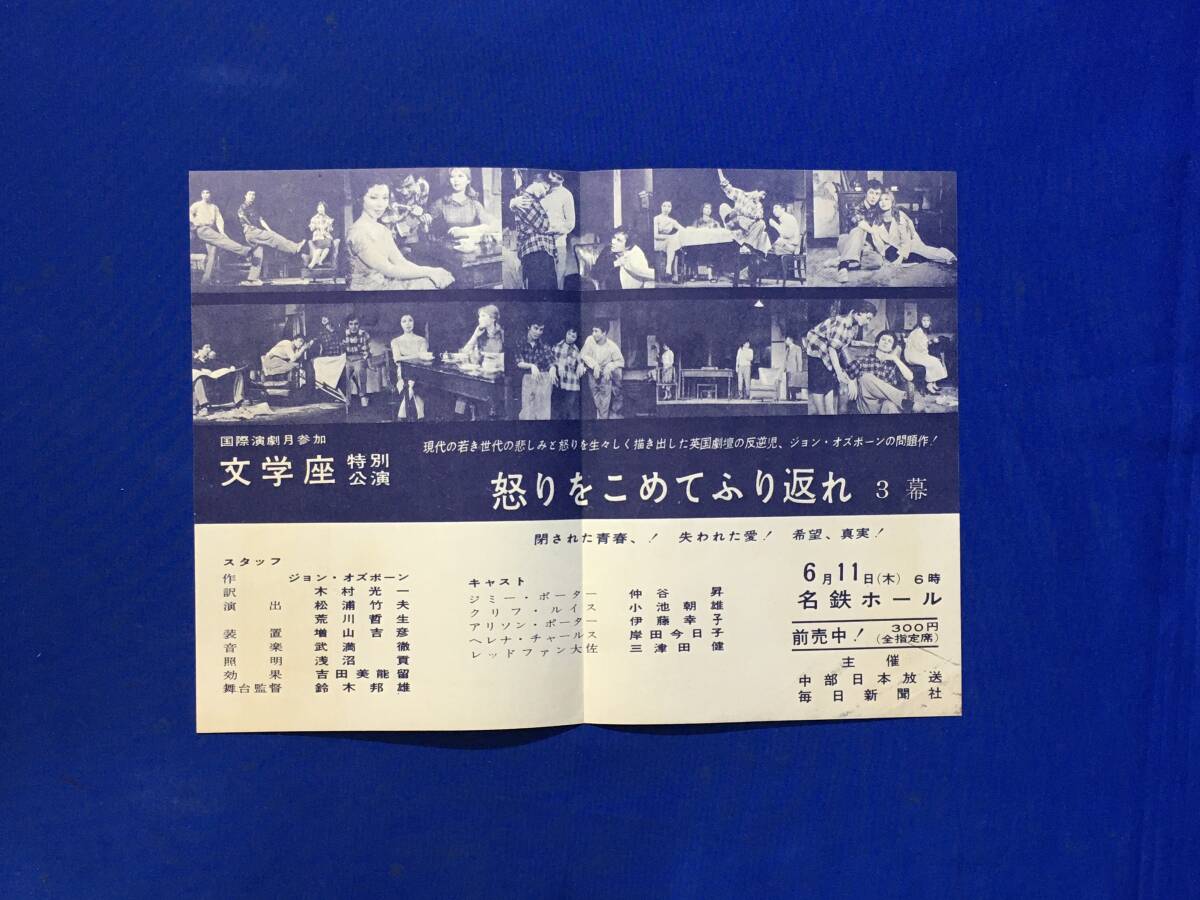 国際演劇月参加
文学座 特別公演
現代の若き世代の悲しみと怒りを生々しく描き出した英国劇壇の反逆児、ジョン・オズボーンの問題作!
怒りをこめてふり返れ 3幕
閉された青春、! 失われた愛! 希望、真実!
スタッフ
作 ジョン・オズボーン
訳 木村光一
演出 松浦竹夫
荒川哲生
装置 増山吉彦
音楽 武満徹
照明 浅沼貢
効果 吉田美能留
舞台監督 鈴木邦雄
キャスト
ジミー・ポーター 仲谷昇
クリフ・ルイス 小池朝雄
アリソン・ポーター 伊藤幸子
ヘレナ・チャールス 岸田今日子
レッドファン大佐 三津田健
6月11日(木) 6時
名鉄ホール
前売中! 300円(全指定席)
主催
中部日本放送
毎日新聞社